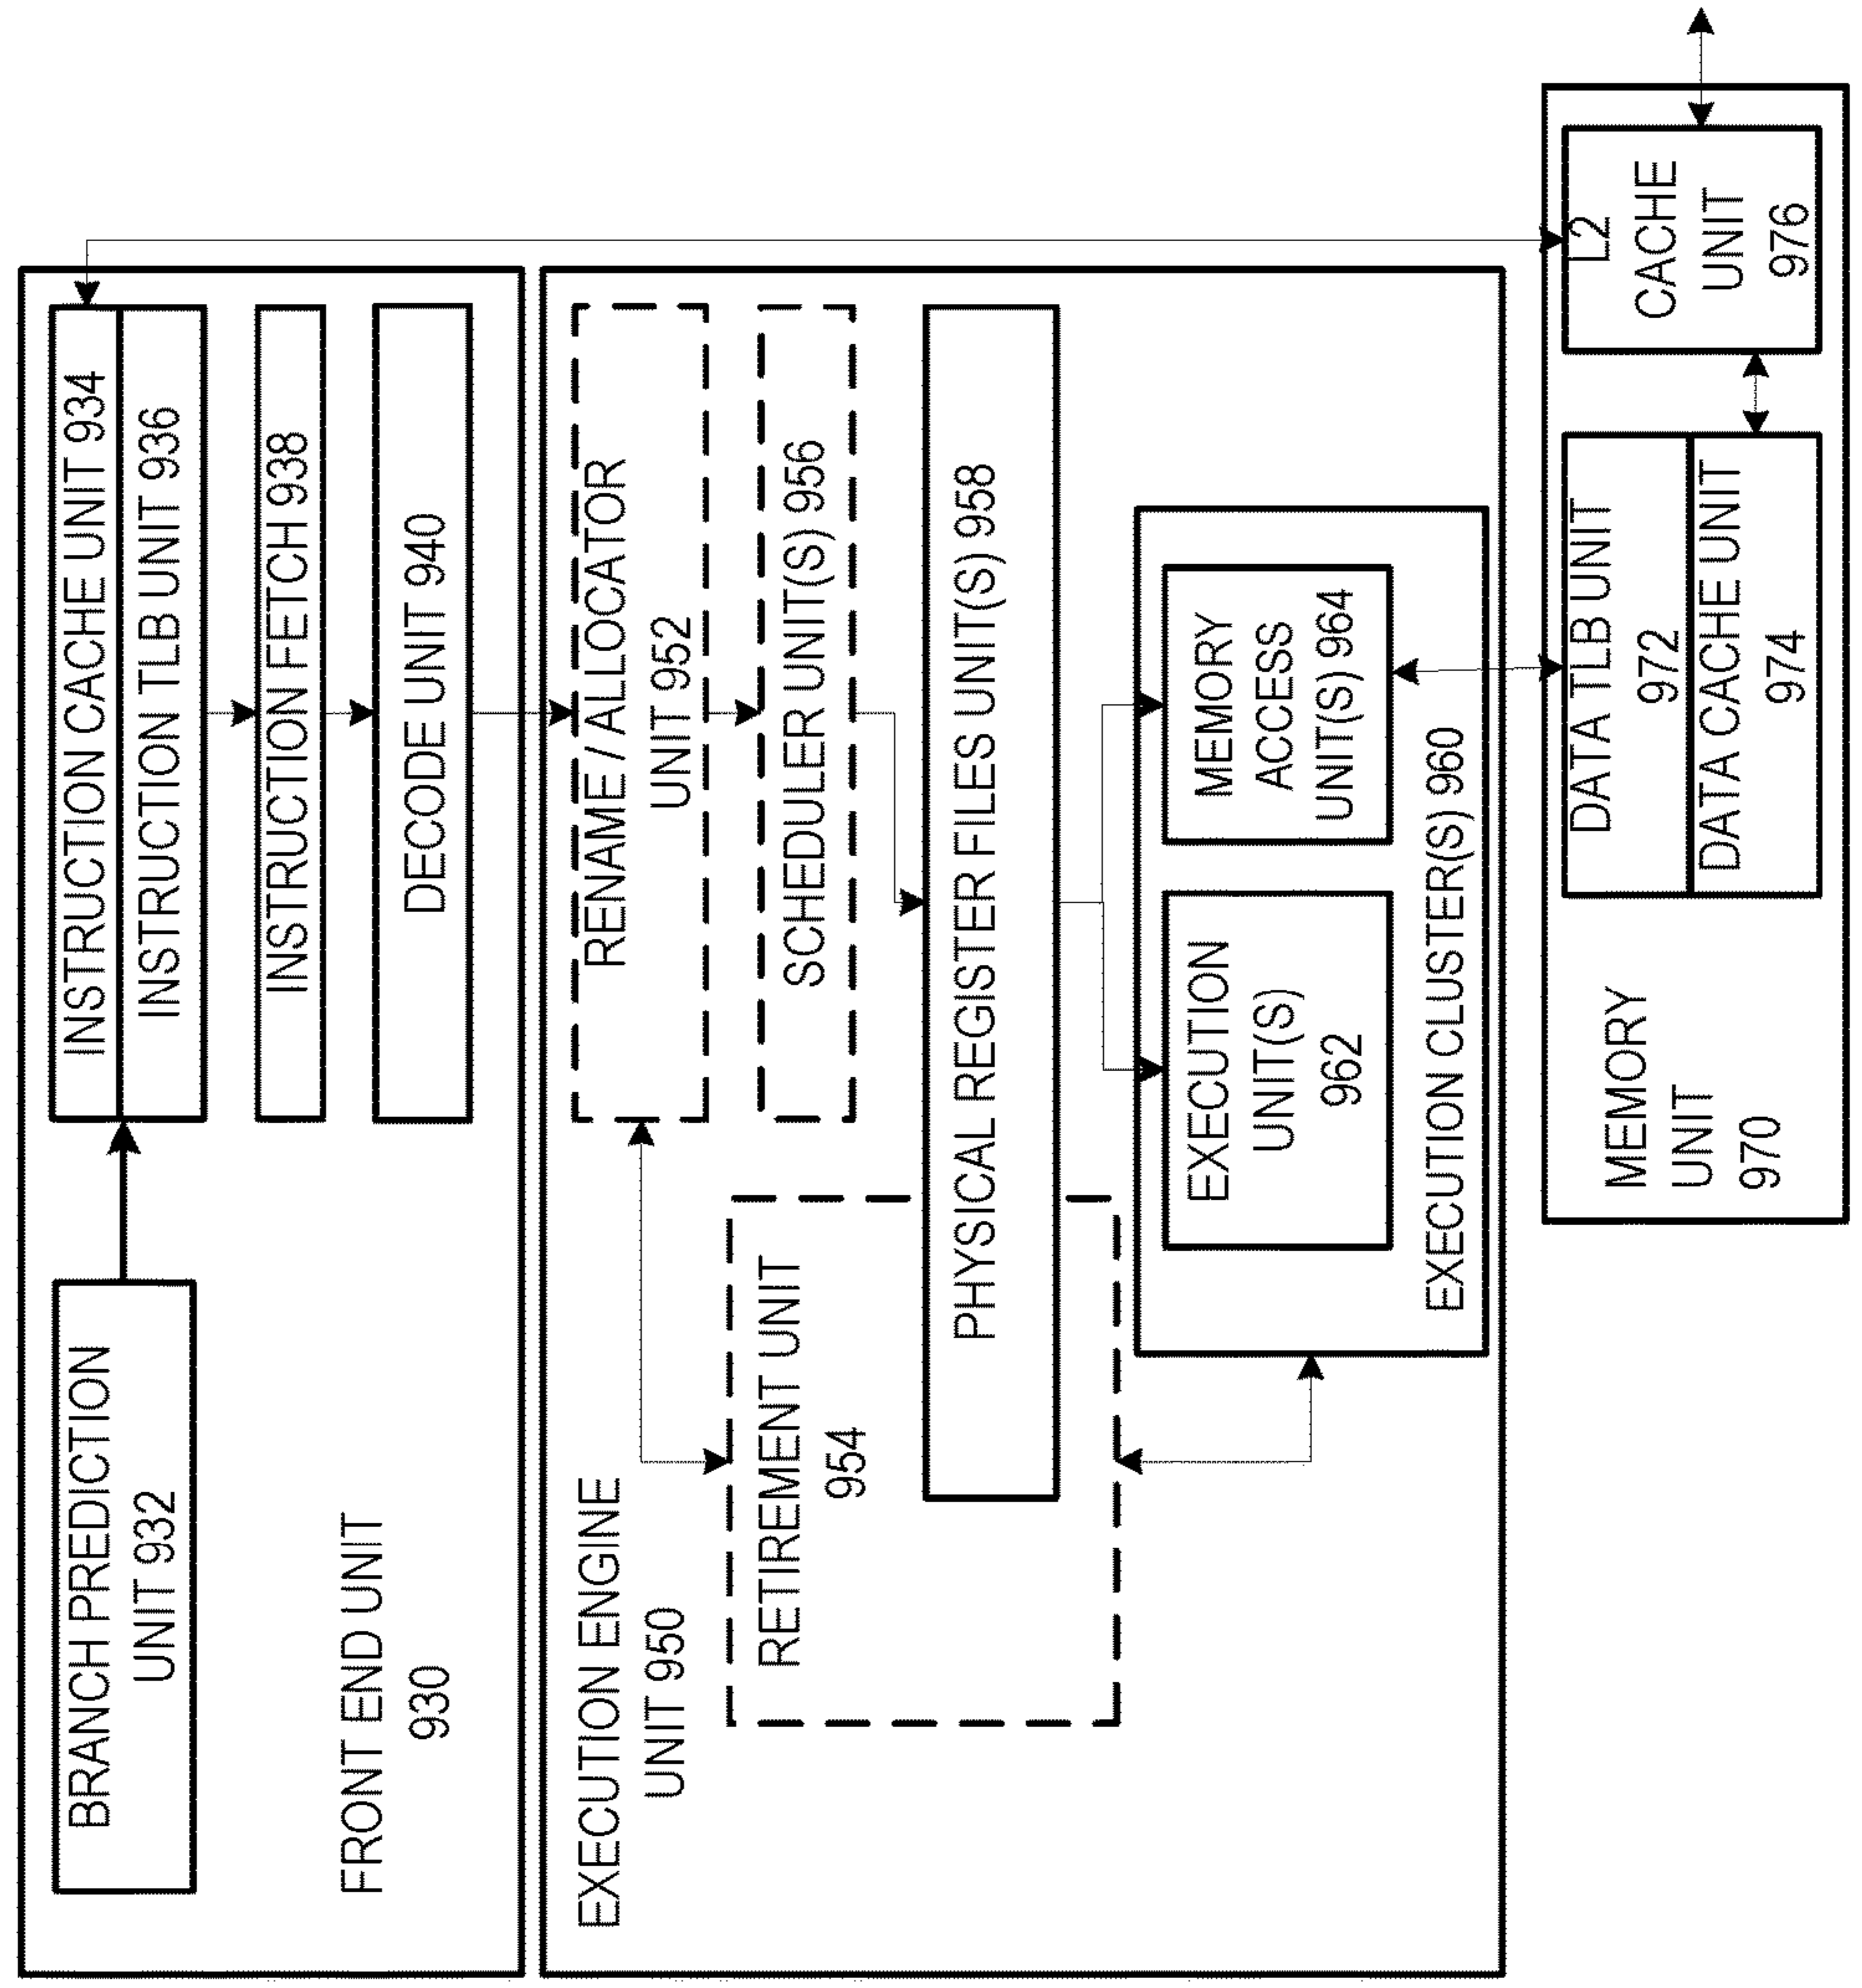 BRANCH PREDICTION
UNIT 932
INSTRUCTION CACHE UNIT 934
INSTRUCTION TLB UNIT 936
INSTRUCTION FETCH 938
FRONT END UNIT
930
DECODE UNIT 940
EXECUTION ENGINE
UNIT 950
RENAME / ALLOCATOR
UNIT 952
RETIREMENT UNIT
954
SCHEDULER UNIT(S) 956
PHYSICAL REGISTER FILES UNIT(S) 958
EXECUTION
UNIT(S)
962
MEMORY
ACCESS
UNIT(S) 964
EXECUTION CLUSTER(S) 960
MEMORY
UNIT
970
DATA TLB UNIT
972
DATA CACHE UNIT
974
L2
CACHE
UNIT
976